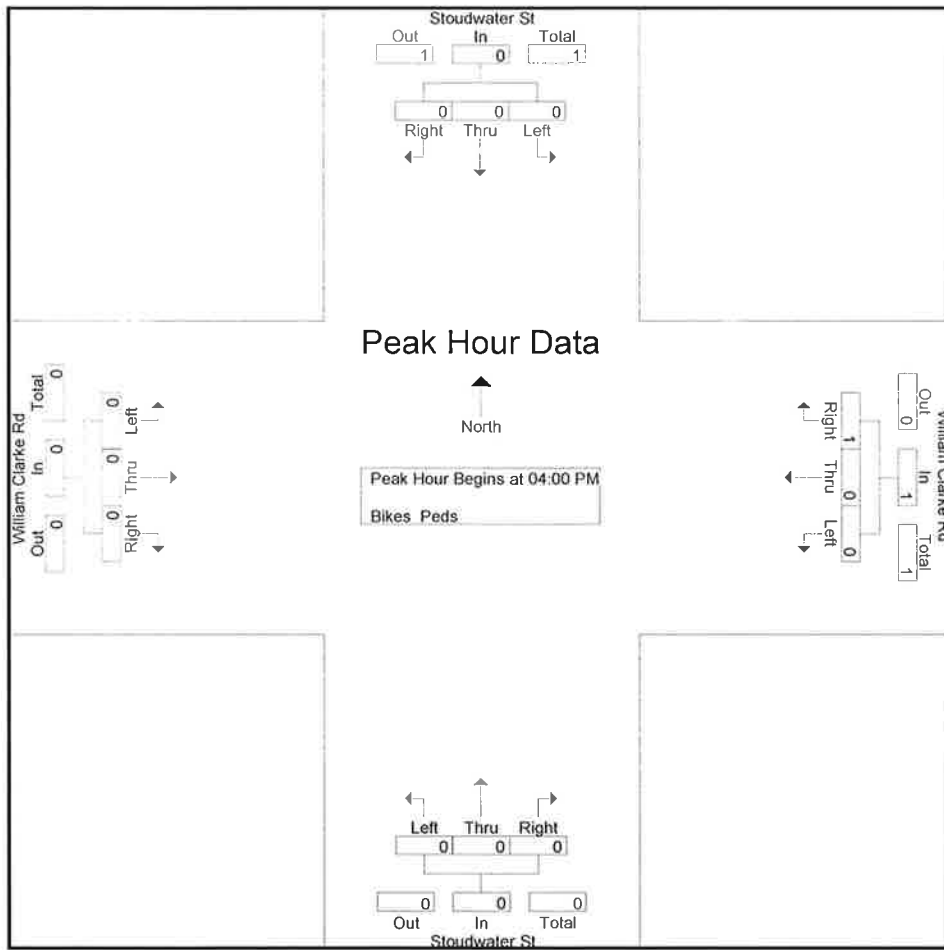 Stoudwater St
Out In Total
1 0 1
0 0 0
Right Thru Left
Peak Hour Data
North
Peak Hour Begins at 04:00 PM
Bikes Peds
William Clarke Rd
Out In Total
0 0 0
0 0 0
Left Thru Right
William Clarke Rd
Out In Total
0 1 1
1 0 0
Right Thru Left
Left Thru Right
0 0 0
0 0 0
Out In Total
Stoudwater St